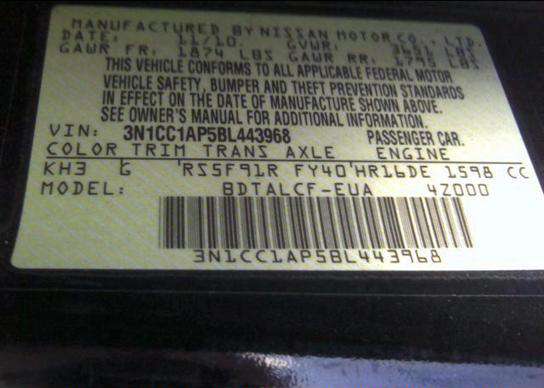 MANUFACTURED BY NISSAN MOTOR CO., LTD.
DATE: 11/10 GVWR: 3651 LBS
GAWR FR: 1874 LBS GAWR RR: 1795 LBS
THIS VEHICLE CONFORMS TO ALL APPLICABLE FEDERAL MOTOR
VEHICLE SAFETY, BUMPER AND THEFT PREVENTION STANDARDS
IN EFFECT ON THE DATE OF MANUFACTURE SHOWN ABOVE.
SEE OWNER'S MANUAL FOR ADDITIONAL INFORMATION.
VIN: 3N1CC1AP5BL443968 PASSENGER CAR.
COLOR TRIM TRANS AXLE ENGINE
KH3 G 'RS5F91R FY40'HR16DE 1598 CC
MODEL: BDTALCF-EUA 4Z000
3N1CC1AP5BL443968